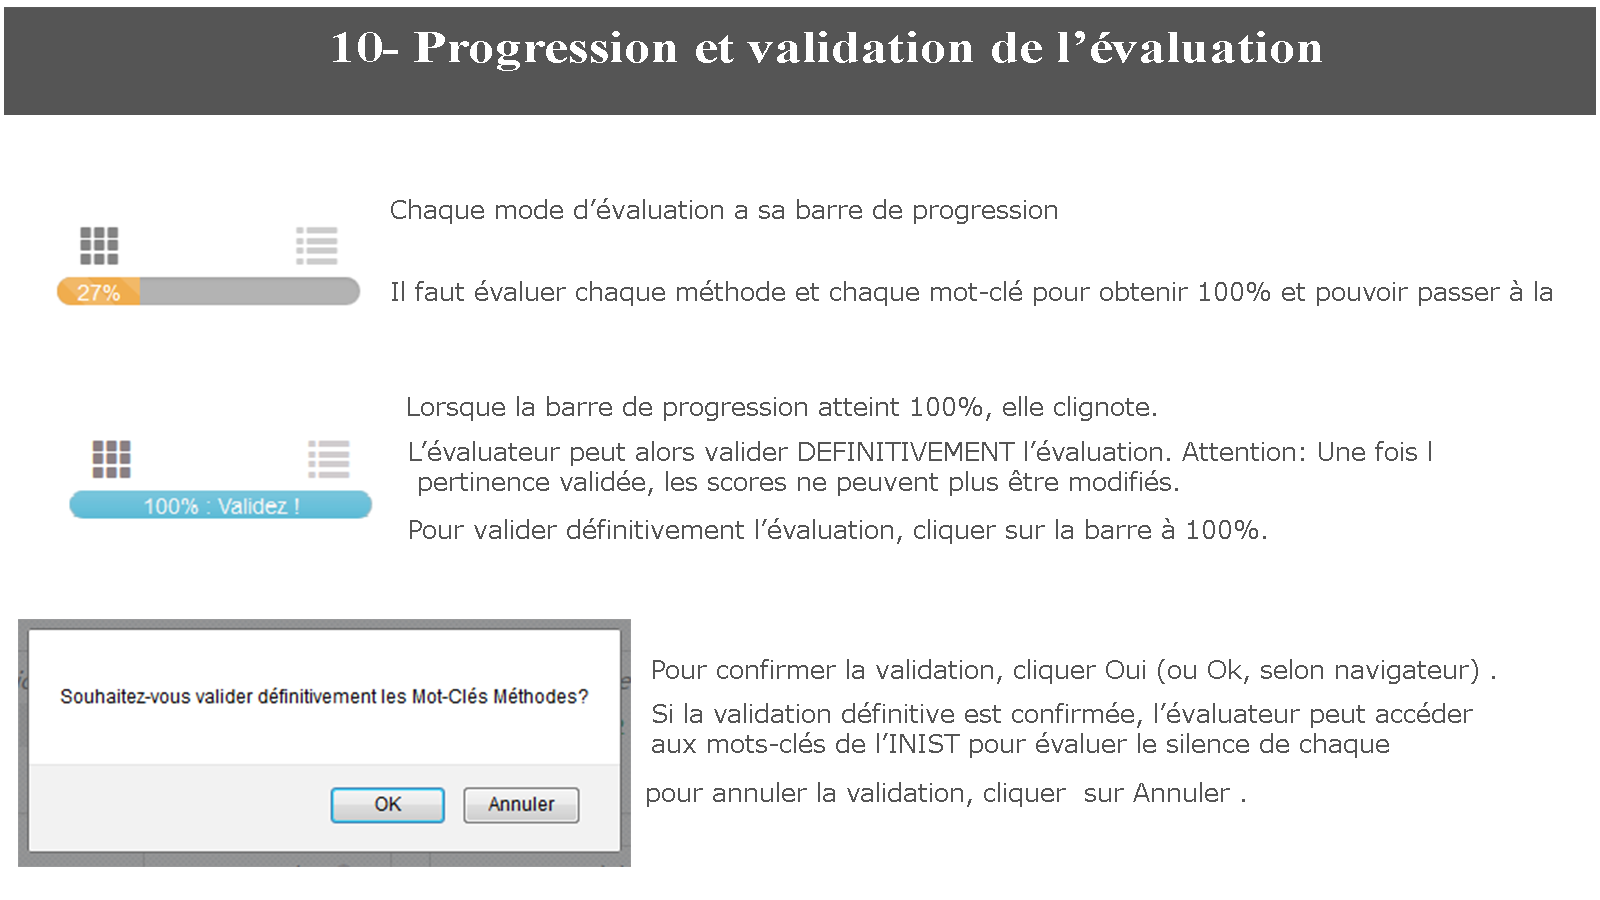 10- Progression et validation de l’évaluation
Chaque mode d’évaluation a sa barre de progression
27%
Il faut évaluer chaque méthode et chaque mot-clé pour obtenir 100% et pouvoir passer à la
Lorsque la barre de progression atteint 100%, elle clignote.
L’évaluateur peut alors valider DEFINITIVEMENT l’évaluation. Attention: Une fois l
pertinence validée, les scores ne peuvent plus être modifiés.
100% : Validez !
Pour valider définitivement l’évaluation, cliquer sur la barre à 100%.
Souhaitez-vous valider définitivement les Mot-Clés Méthodes?
OK
Annuler
Pour confirmer la validation, cliquer Oui (ou Ok, selon navigateur) .
Si la validation définitive est confirmée, l’évaluateur peut accéder
aux mots-clés de l’INIST pour évaluer le silence de chaque
pour annuler la validation, cliquer  sur Annuler .